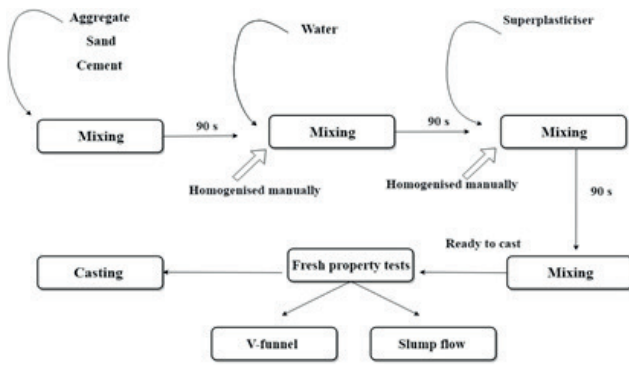 Aggregate
Sand
Cement
Water
Superplasticiser
Mixing
90 s
Mixing
90 s
Mixing
Homogenised manually
Homogenised manually
90 s
Ready to cast
Casting
Fresh property tests
Mixing
V-funnel
Slump flow